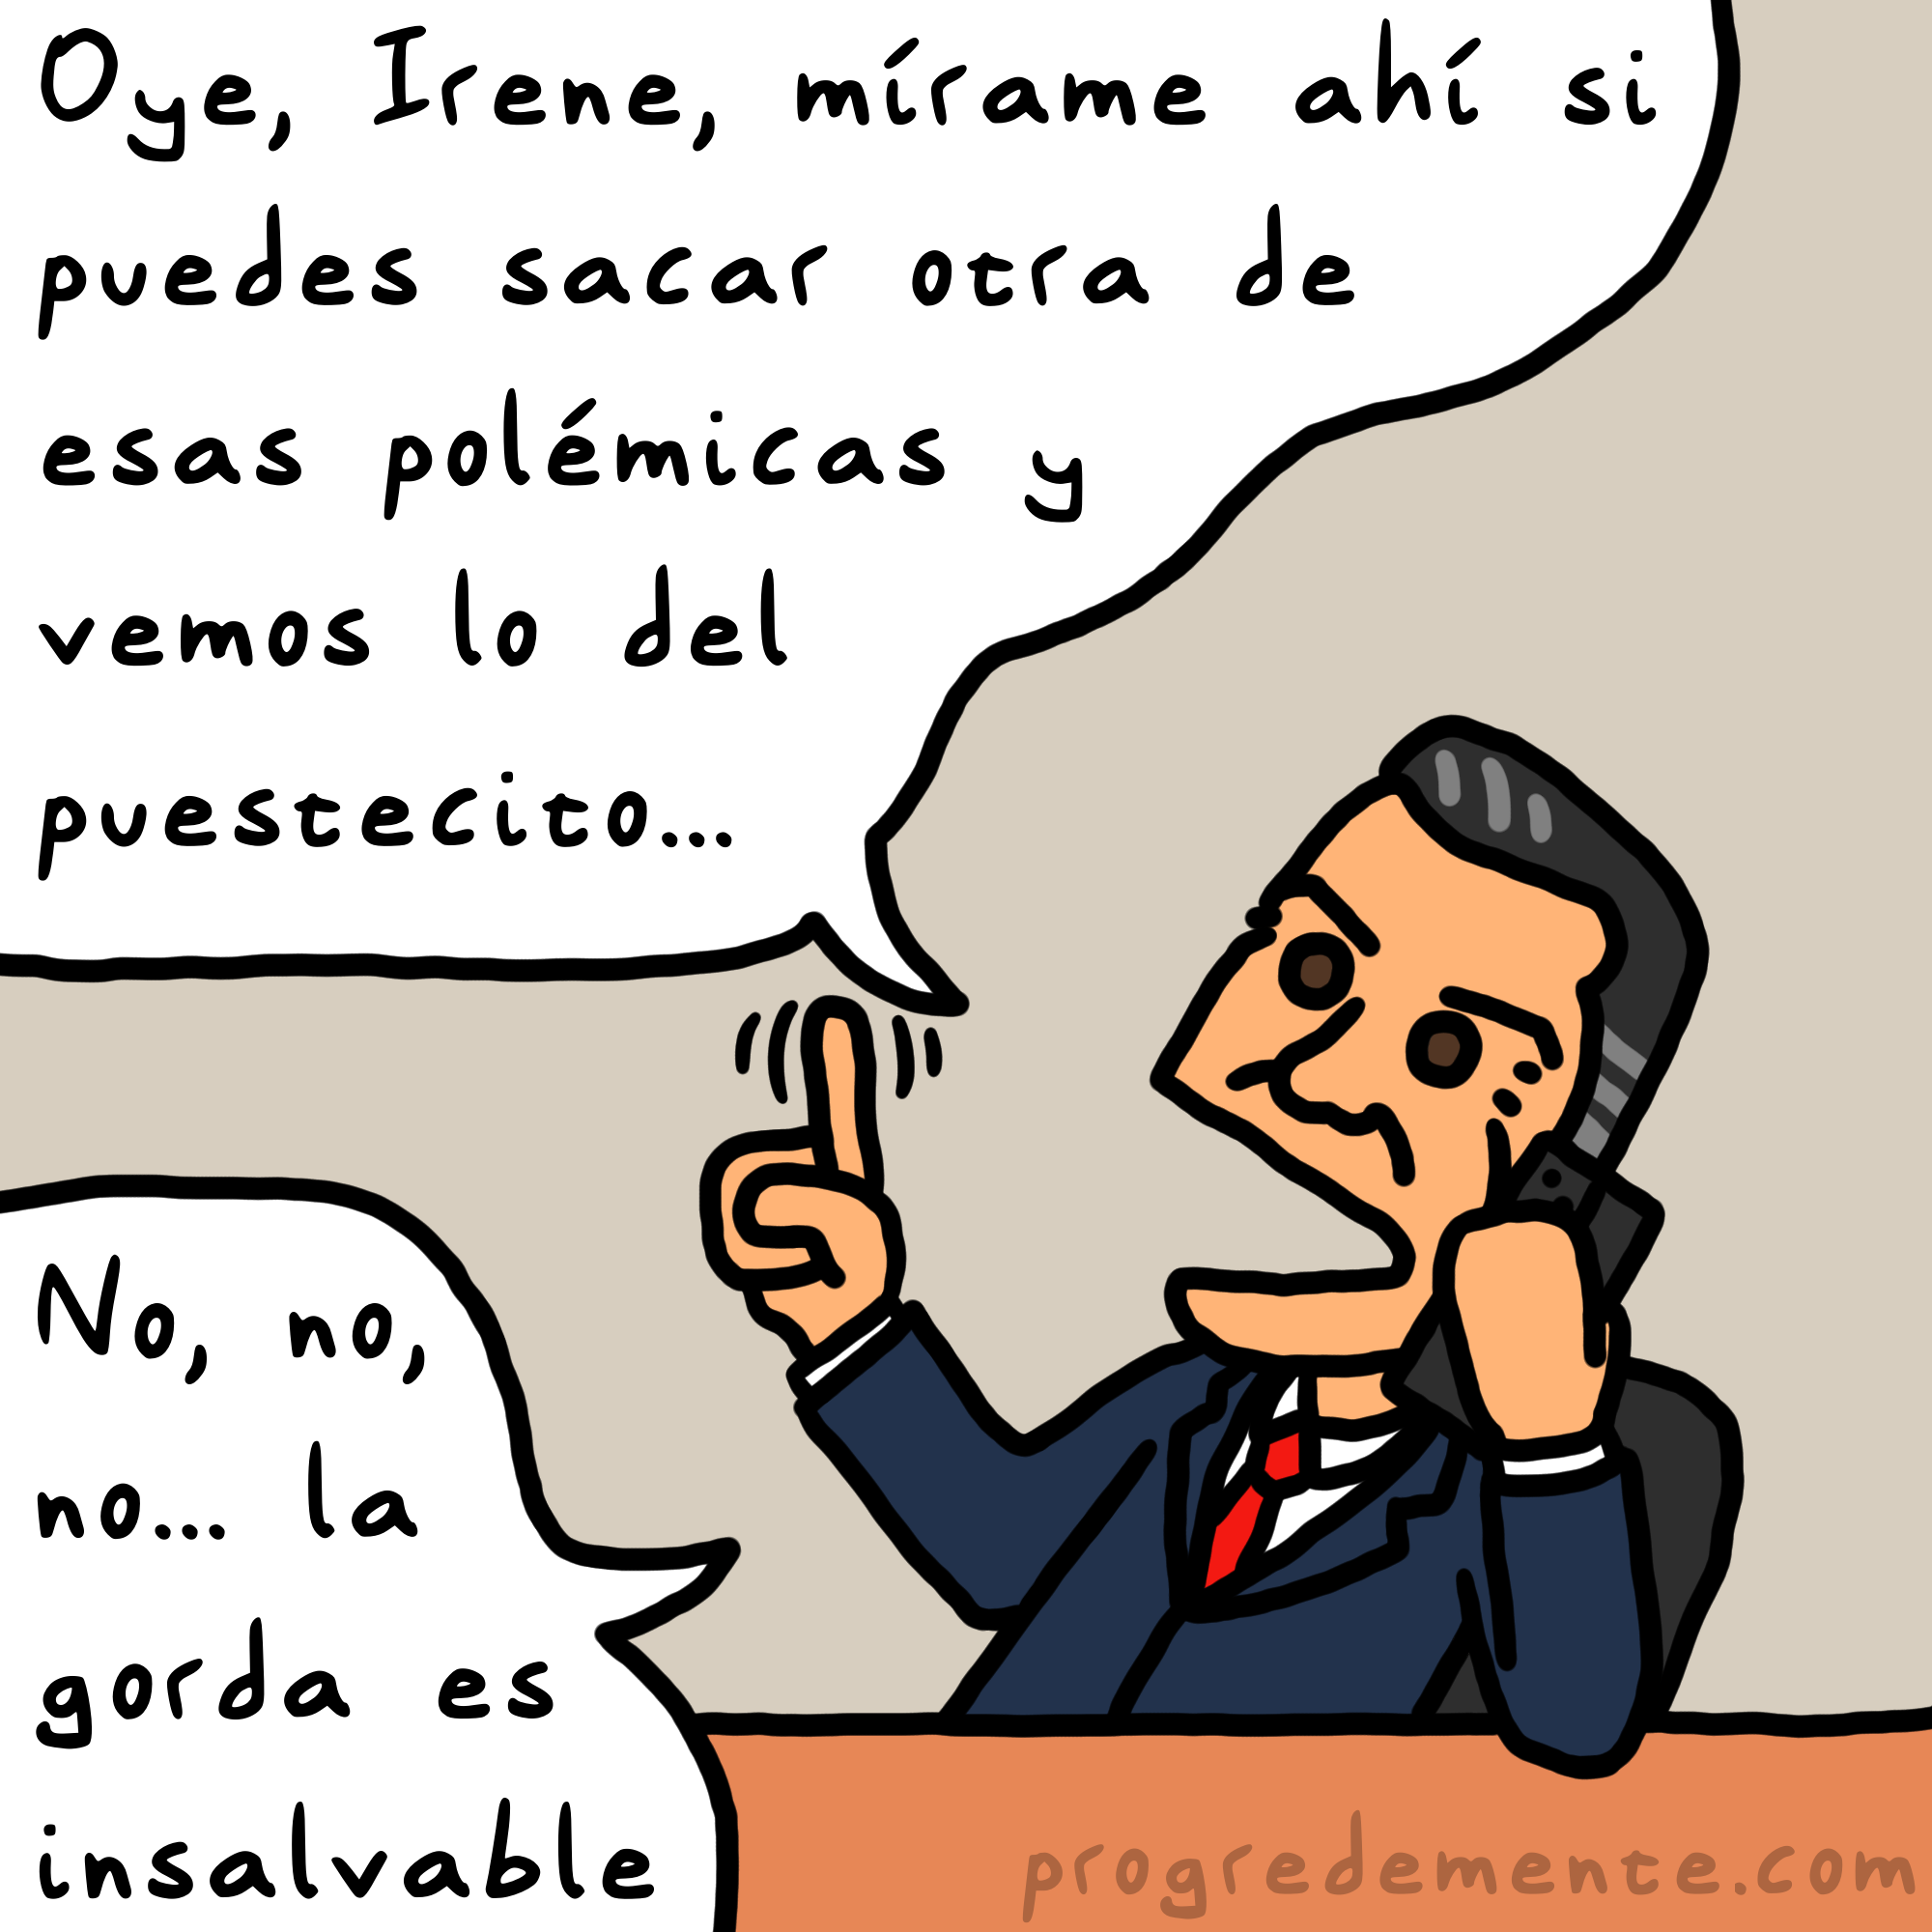 Oye, Irene, mírame ahí si
puedes sacar otra de
esas polémicas y
vemos lo del
puestecito...
No, no,
no... la
gorda es
insalvable
progredemente.com